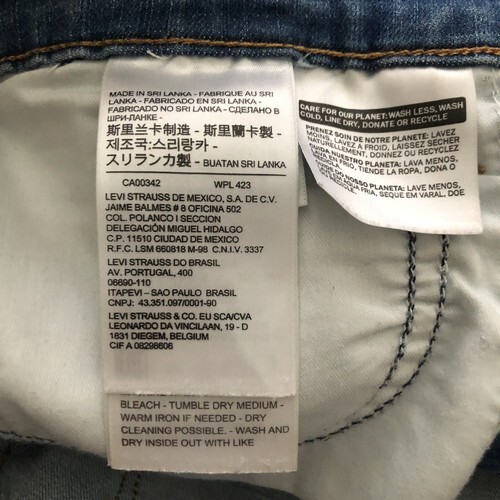 MADE IN SRI LANKA - FABRIQUE AU SRI
LANKA - FABRICADO EN SRI LANKA -
FABRICADO NO SRI LANKA - СДЕЛАНО В
ШРИ-ЛАНКЕ -
斯里兰卡制造 - 斯里蘭卡製 -
제조국:스리랑카 -
スリランカ製 - BUATAN SRI LANKA
CA00342 WPL 423
LEVI STRAUSS DE MEXICO, S.A. DE C.V.
JAIME BALMES # 8 OFICINA 502
COL. POLANCO I SECCION
DELEGACIÓN MIGUEL HIDALGO
C.P. 11510 CIUDAD DE MEXICO
R.F.C. LSM 660818 M-98 C.N.I.V. 3337
LEVI STRAUSS DO BRASIL
AV. PORTUGAL, 400
06690-110
ITAPEVI – SAO PAULO BRASIL
CNPJ: 43.351.097/0001-90
LEVI STRAUSS & CO. EU SCA/CVA
LEONARDO DA VINCILAAN, 19 - D
1831 DIEGEM, BELGIUM
CIF A 08298606
BLEACH - TUMBLE DRY MEDIUM -
WARM IRON IF NEEDED - DRY
CLEANING POSSIBLE. - WASH AND
DRY INSIDE OUT WITH LIKE
CARE FOR OUR PLANET: WASH LESS, WASH
COLD, LINE DRY, DONATE OR RECYCLE
PRENEZ SOIN DE NOTRE PLANETE: LAVEZ
MOINS, LAVEZ A FROID, LAISSEZ SECHER
NATURELLEMENT, DONNEZ OU RECYCLEZ
CUIDA NUESTRO PLANETA: LAVA MENOS,
LAVA EN FRIO, TIENDE LA ROPA, DONA O
CUIDE DO NOSSO PLANETA: LAVE MENOS,
LAVE A FRIO, SEQUE EM VARAL, DOE